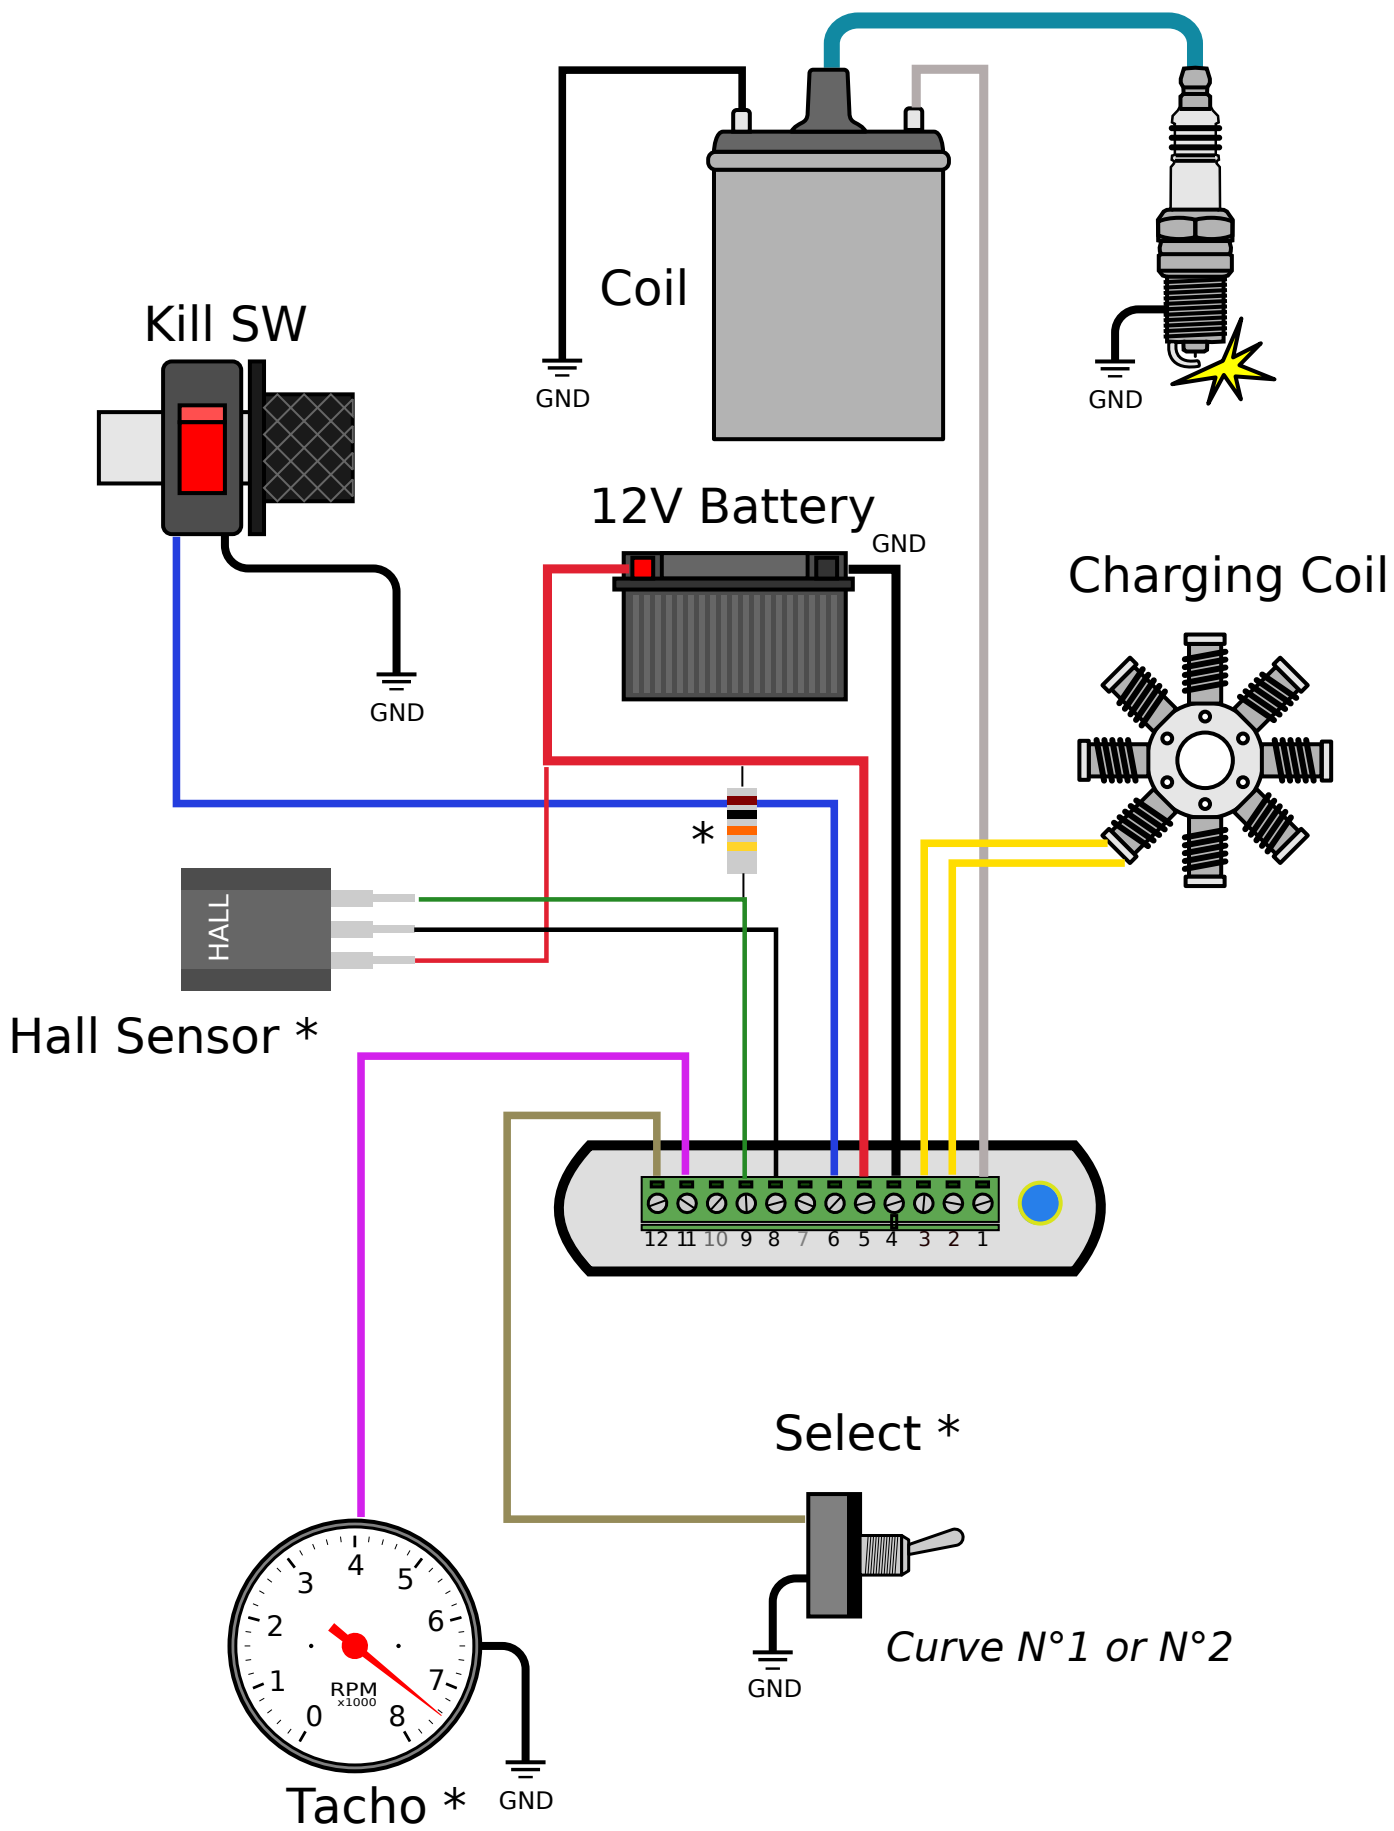 Coil
GND
GND
Kill SW
GND
12V Battery
GND
Charging Coil
*
HALL
Hall Sensor *
12 11 10 9 8 7 6 5 4 3 2 1
Select *
Curve N°1 or N°2
GND
0 1 2 3 4 5 6 7 8
RPM
x1000
GND
Tacho *